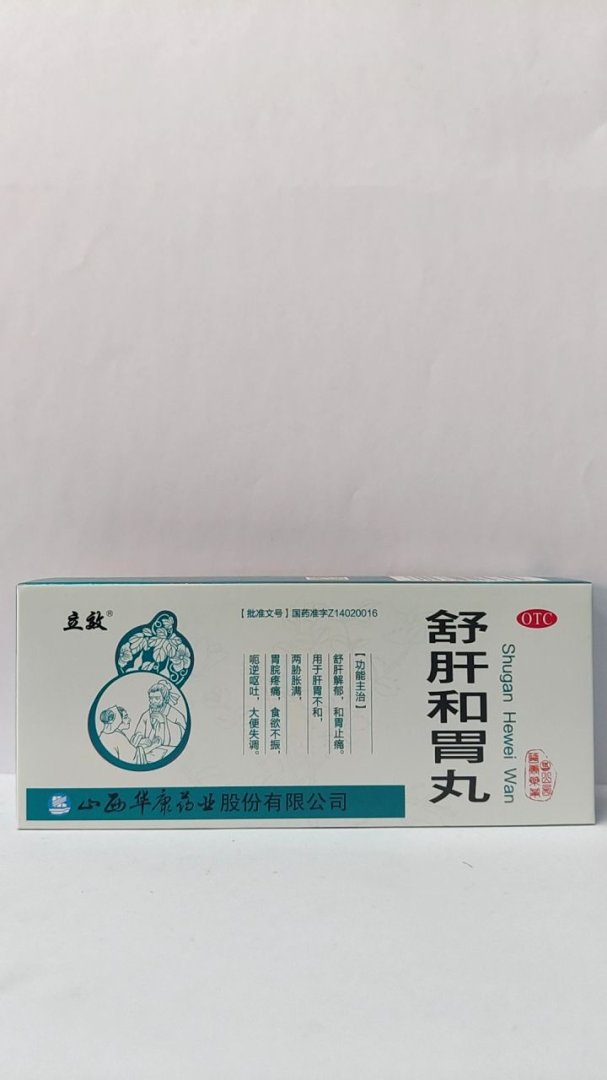 立效®
【批准文号】国药准字Z14020016
【功能主治】
舒肝解郁，和胃止痛。
用于肝胃不和，
两胁胀满，
胃脘疼痛，食欲不振，
呃逆呕吐，大便失调。
舒肝和胃丸
Shugan Hewei Wan
OTC
山西华康药业股份有限公司